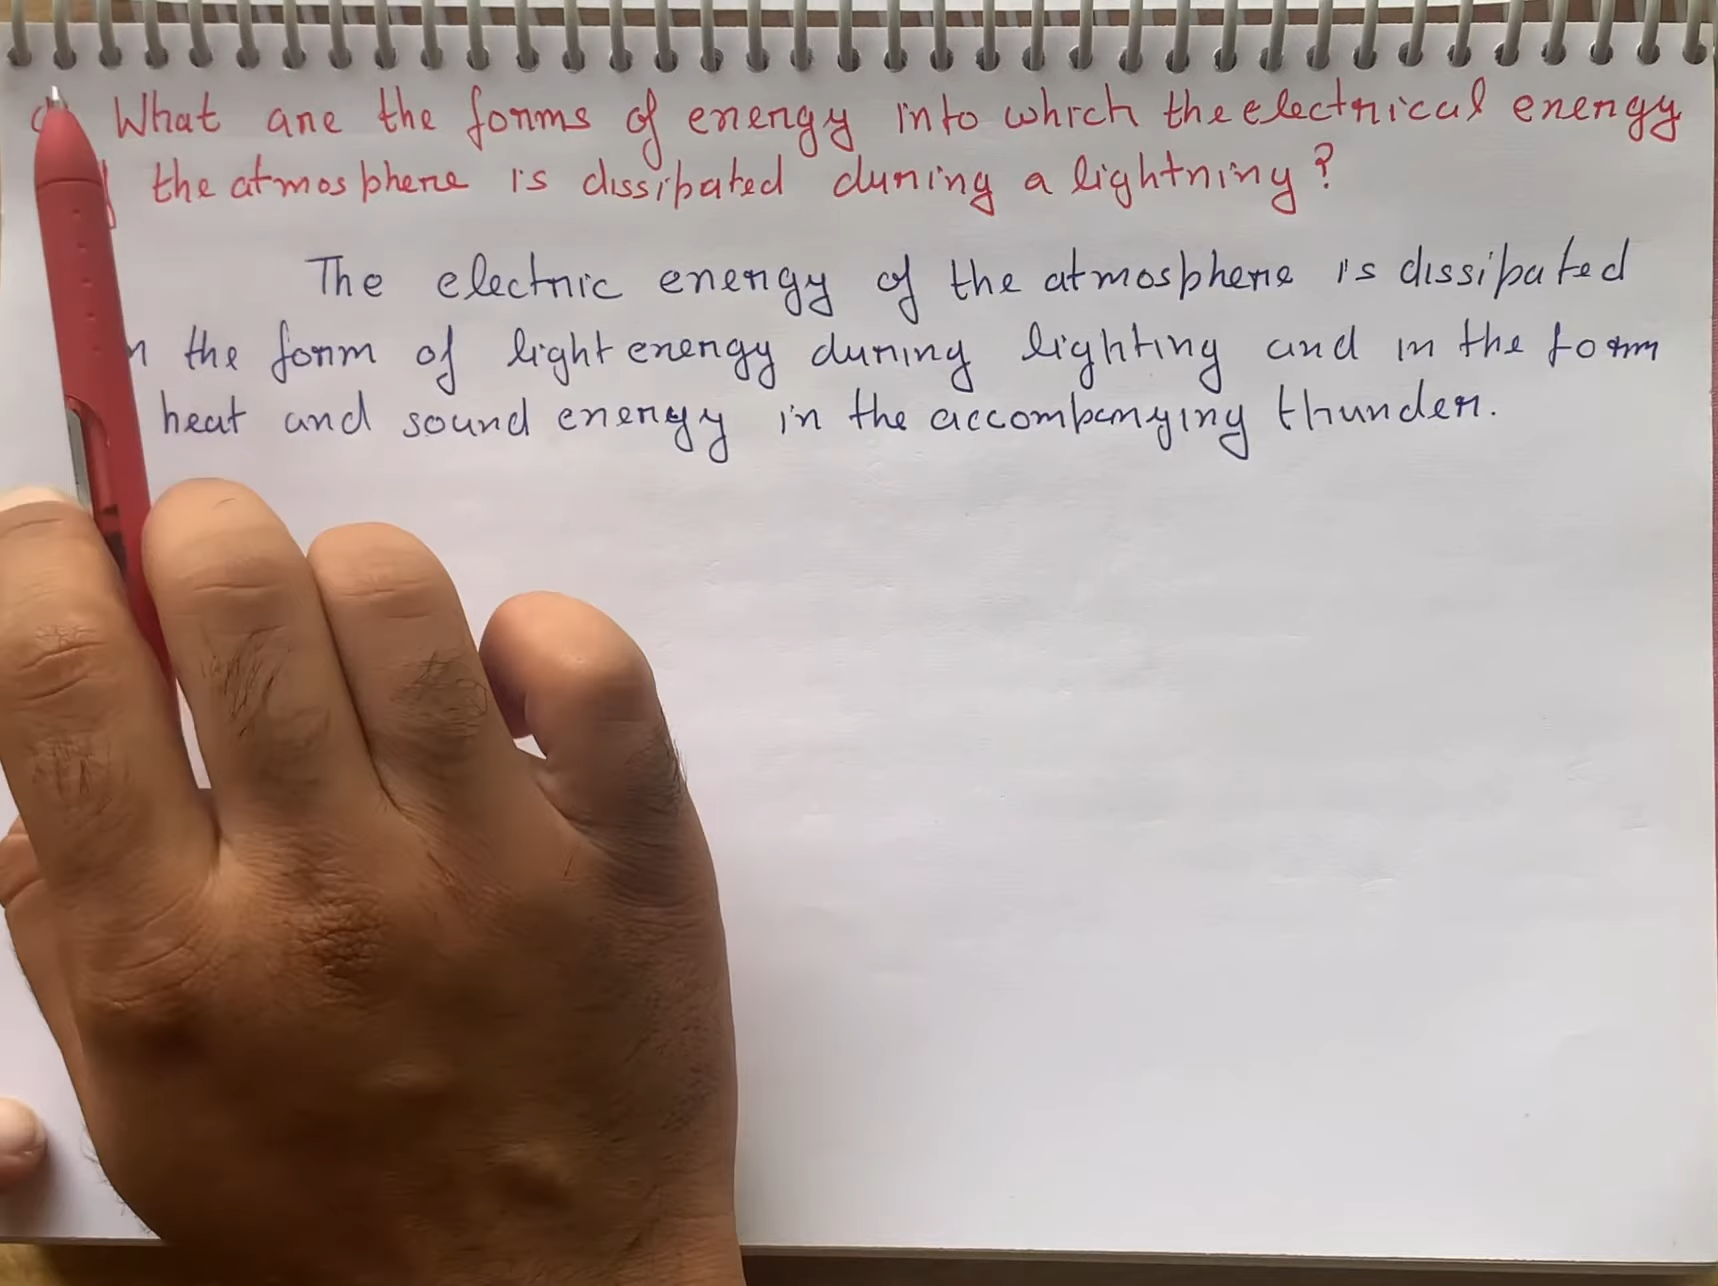 What are the forms of energy into which the electrical energy
the atmosphere is dissipated during a lightning?
The electric energy of the atmosphere is dissipated
the form of light energy during lighting and in the form
heat and sound energy in the accompanying thunder.